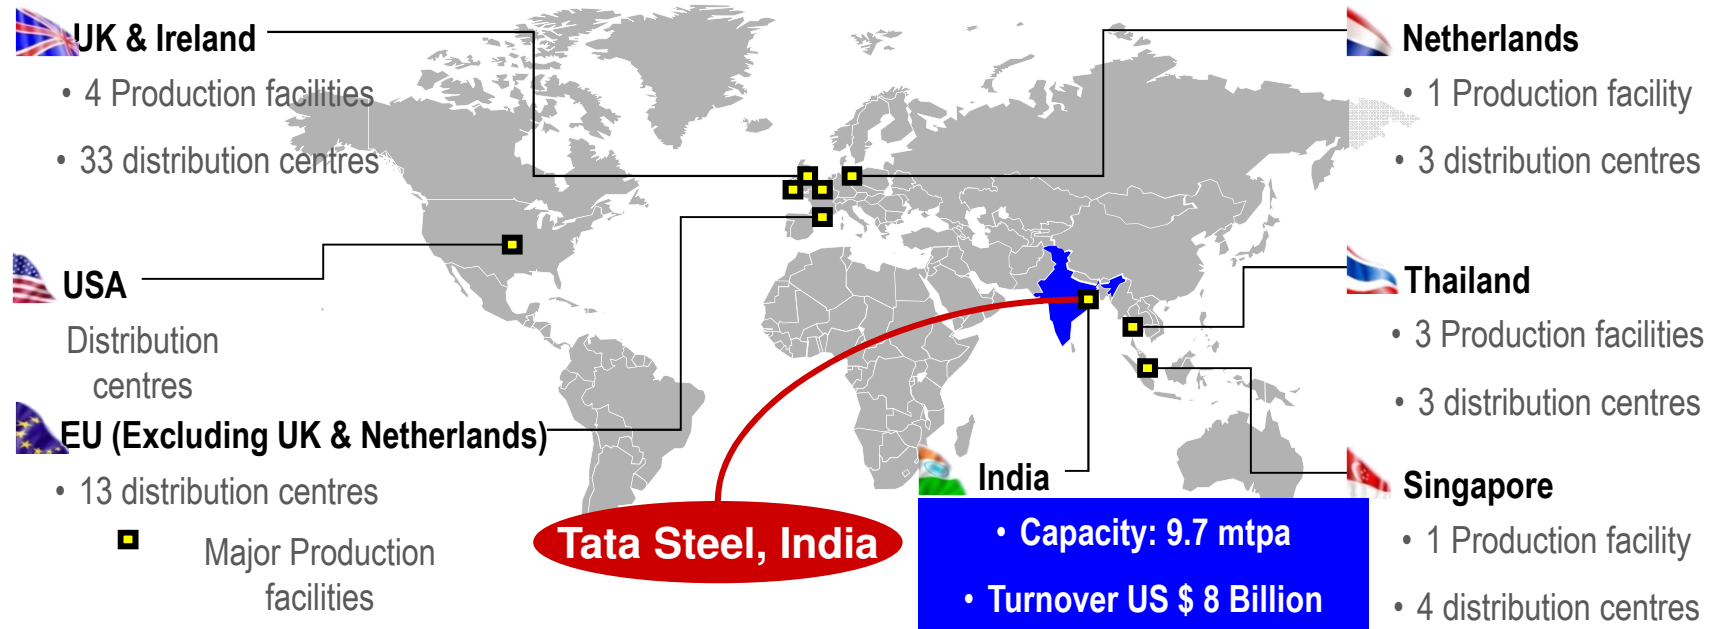 UK & Ireland
• 4 Production facilities
• 33 distribution centres
USA
Distribution
centres
EU (Excluding UK & Netherlands)
• 13 distribution centres
Major Production
facilities
Tata Steel, India
India
• Capacity: 9.7 mtpa
• Turnover US $ 8 Billion
Netherlands
• 1 Production facility
• 3 distribution centres
Thailand
• 3 Production facilities
• 3 distribution centres
Singapore
• 1 Production facility
• 4 distribution centres